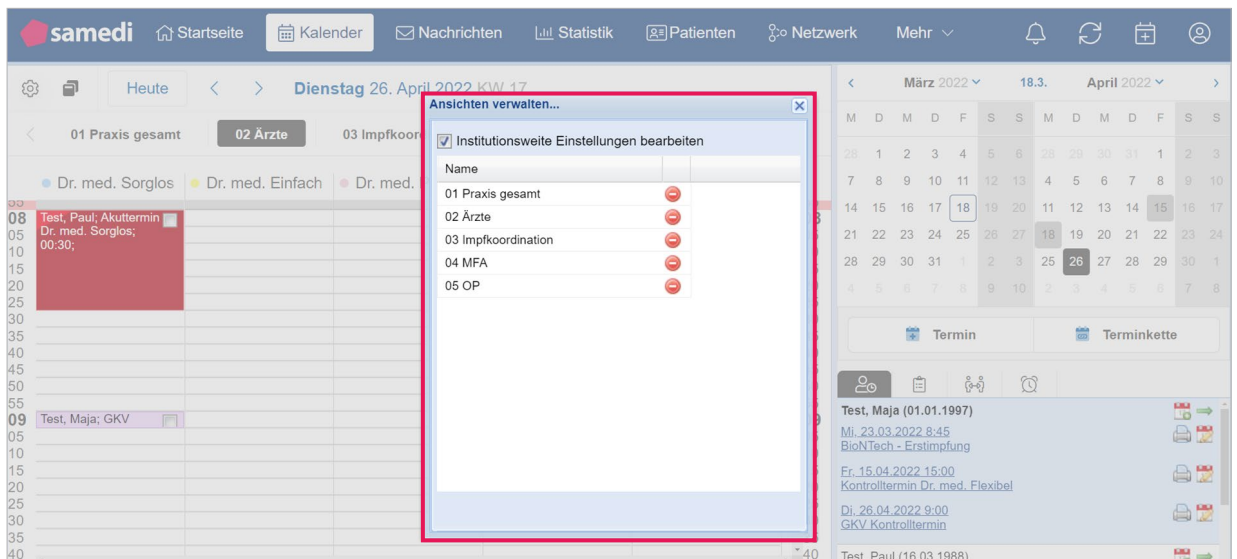 samedi Startseite Kalender Nachrichten Statistik Patienten Netzwerk Mehr
Heute Dienstag 26. April 2022 KW 17
01 Praxis gesamt 02 Ärzte 03 Impfkoor
Dr. med. Sorglos Dr. med. Einfach Dr. med.
08 Test, Paul; Akuttermin
05 Dr. med. Sorglos;
10 00:30;
15
20
25
30
35
40
45
50
55
09 Test, Maja; GKV
05
10
15
20
25
30
35
40 40
Ansichten verwalten...
Institutionsweite Einstellungen bearbeiten
Name
01 Praxis gesamt
02 Ärzte
03 Impfkoordination
04 MFA
05 OP
März 2022 18.3. April 2022
M D M D F S S M D M D F S S
28 1 2 3 4 5 6 28 29 30 31 1 2 3
7 8 9 10 11 12 13 4 5 6 7 8 9 10
14 15 16 17 18 19 20 11 12 13 14 15 16 17
21 22 23 24 25 26 27 18 19 20 21 22 23 24
28 29 30 31 1 2 3 25 26 27 28 29 30 1
4 5 6 7 8 9 10 2 3 4 5 6 7 8
Termin Terminkette
Test, Maja (01.01.1997)
Mi, 23.03.2022 8:45
BioNTech - Erstimpfung
Fr, 15.04.2022 15:00
Kontrolltermin Dr. med. Flexibel
Di, 26.04.2022 9:00
GKV Kontrolltermin
Test, Paul (16.03.1988)